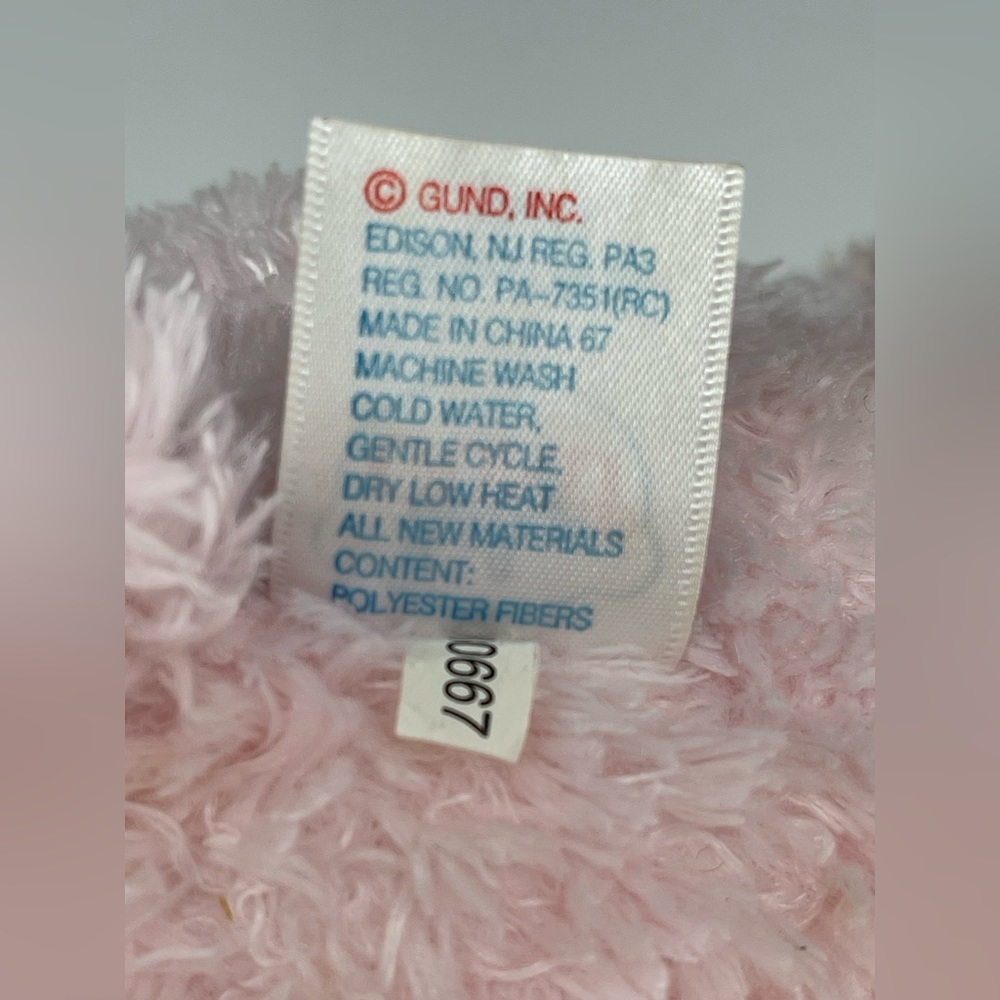 © GUND, INC.
EDISON, NJ REG. PA3
REG. NO. PA-7351(RC)
MADE IN CHINA 67
MACHINE WASH
COLD WATER,
GENTLE CYCLE,
DRY LOW HEAT
ALL NEW MATERIALS
CONTENT:
POLYESTER FIBERS
0667